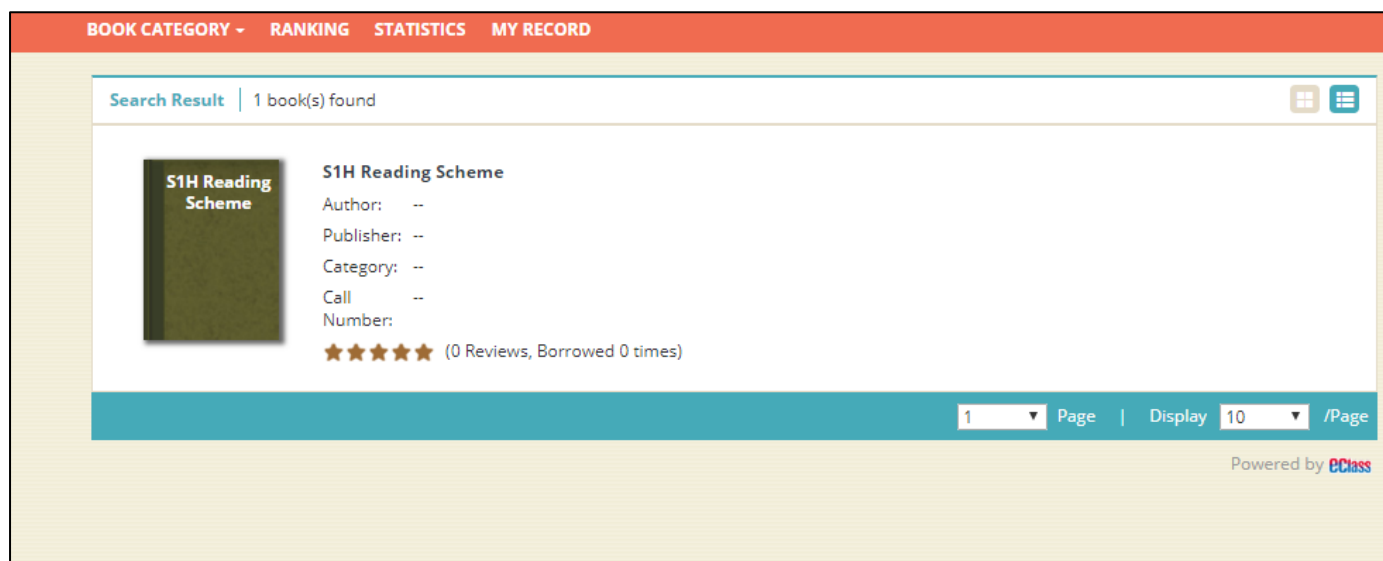 BOOK CATEGORY RANKING STATISTICS MY RECORD
Search Result 1 book(s) found
S1H Reading
Scheme
S1H Reading Scheme
Author: --
Publisher: --
Category: --
Call Number: --
(0 Reviews, Borrowed 0 times)
1 Page | Display 10 /Page
Powered by eClass